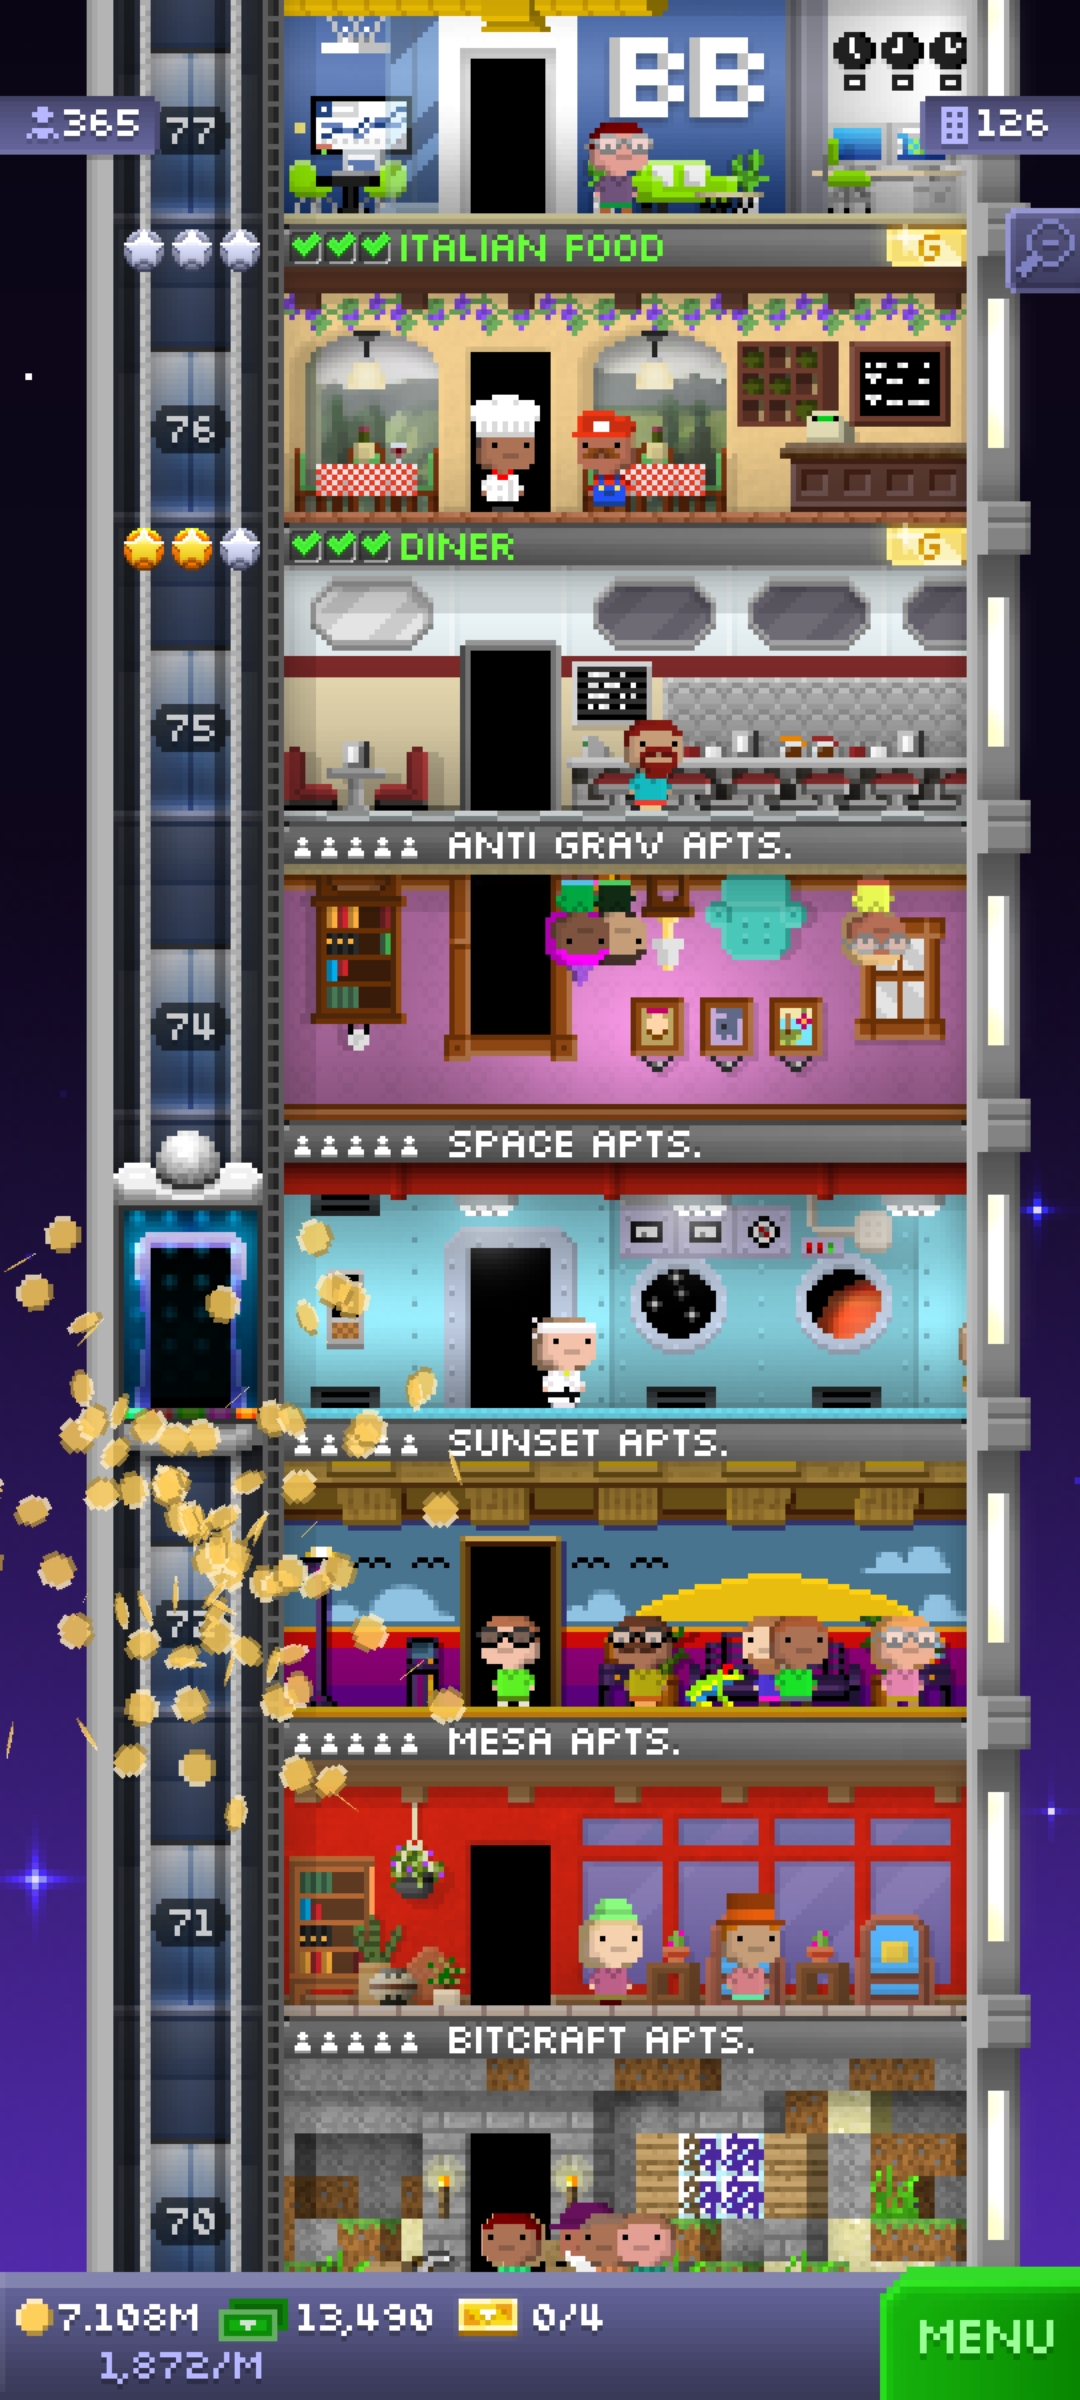 BB
365
77
126
ITALIAN FOOD
G
76
DINER
G
75
ANTI GRAV APTS.
74
SPACE APTS.
SUNSET APTS.
MESA APTS.
71
BITCRAFT APTS.
70
7.108M
13,490
0/4
MENU
1,872/M